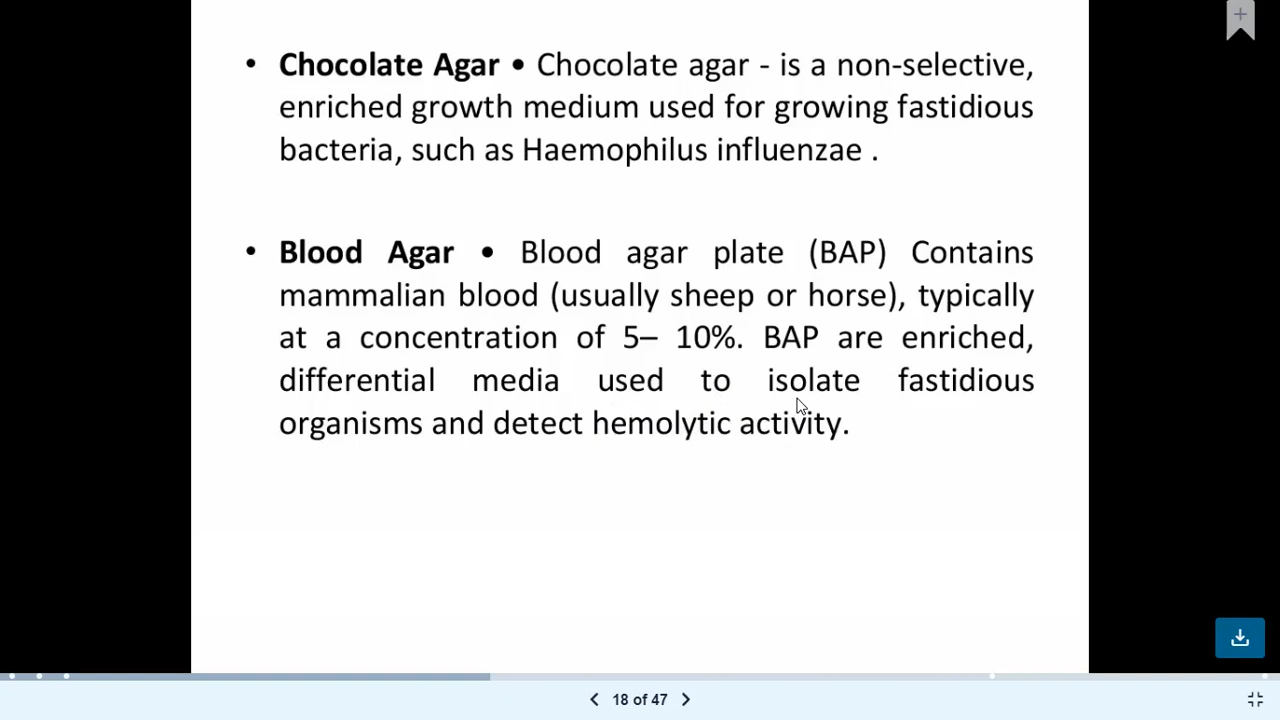 • Chocolate Agar • Chocolate agar - is a non-selective,
enriched growth medium used for growing fastidious
bacteria, such as Haemophilus influenzae .
• Blood Agar • Blood agar plate (BAP) Contains
mammalian blood (usually sheep or horse), typically
at a concentration of 5– 10%. BAP are enriched,
differential media used to isolate fastidious
organisms and detect hemolytic activity.
18 of 47